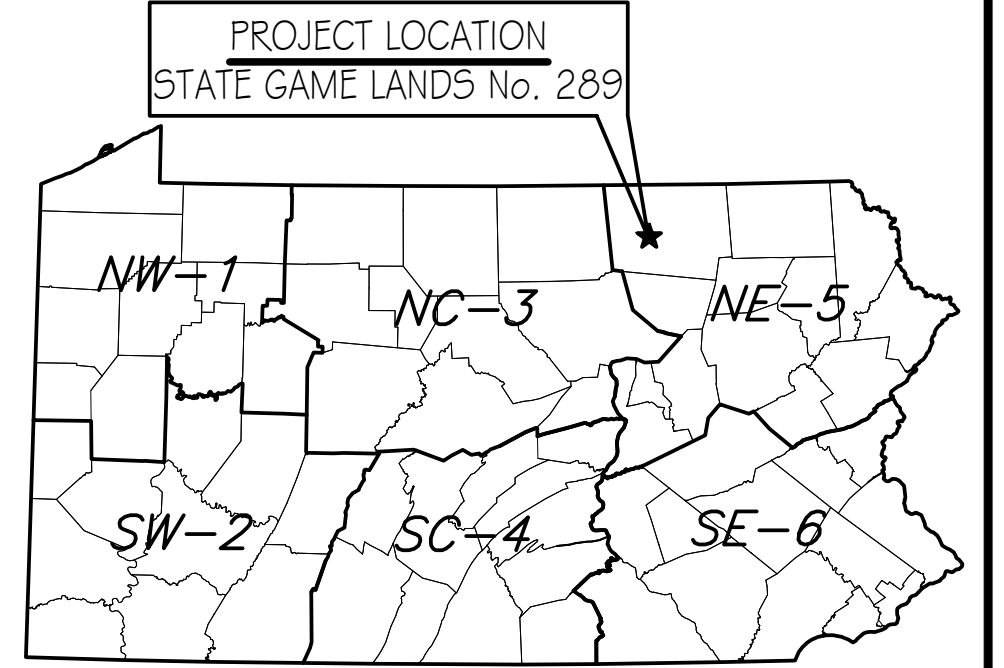 PROJECT LOCATION
STATE GAME LANDS No. 289
NW-1
NC-3
NE-5
SW-2
SC-4
SE-6